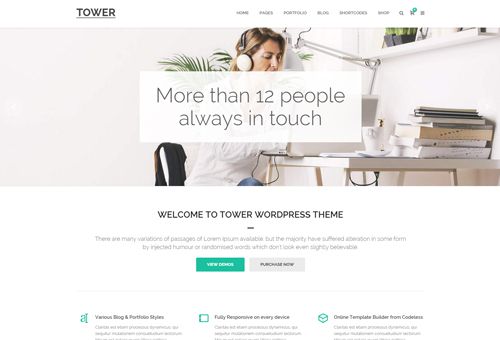 TOWER
HOME PAGES PORTFOLIO BLOG SHORTCODES SHOP
More than 12 people
always in touch
WELCOME TO TOWER WORDPRESS THEME
There are many variations of passages of Lorem ipsum available, but the majority have suffered alteration in some form
by injected humour or randomised words which don't look even slightly believable.
VIEW DEMOS PURCHASE NOW
Various Blog & Portfolio Styles
Claritas est etiam processus dynamicus, qui
sequitur mutationem consuetudium lectorum.
Fully Responsive on every device
Claritas est etiam processus dynamicus, qui
sequitur mutationem consuetudium lectorum.
Online Template Builder from Codeless
Claritas est etiam processus dynamicus, qui
sequitur mutationem consuetudium lectorum.